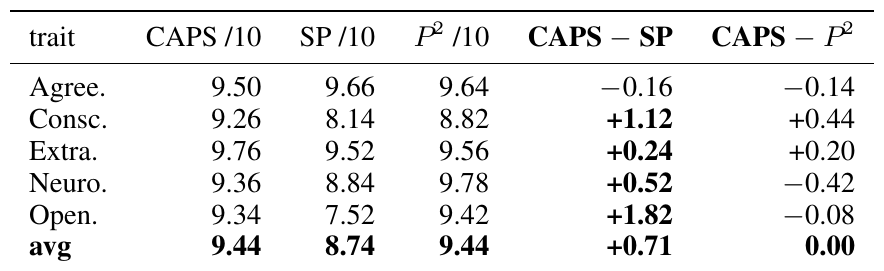 trait CAPS /10 SP /10 P² /10 CAPS − SP CAPS − P²
Agree. 9.50 9.66 9.64 −0.16 −0.14
Consc. 9.26 8.14 8.82 +1.12 +0.44
Extra. 9.76 9.52 9.56 +0.24 +0.20
Neuro. 9.36 8.84 9.78 +0.52 −0.42
Open. 9.34 7.52 9.42 +1.82 −0.08
avg 9.44 8.74 9.44 +0.71 0.00